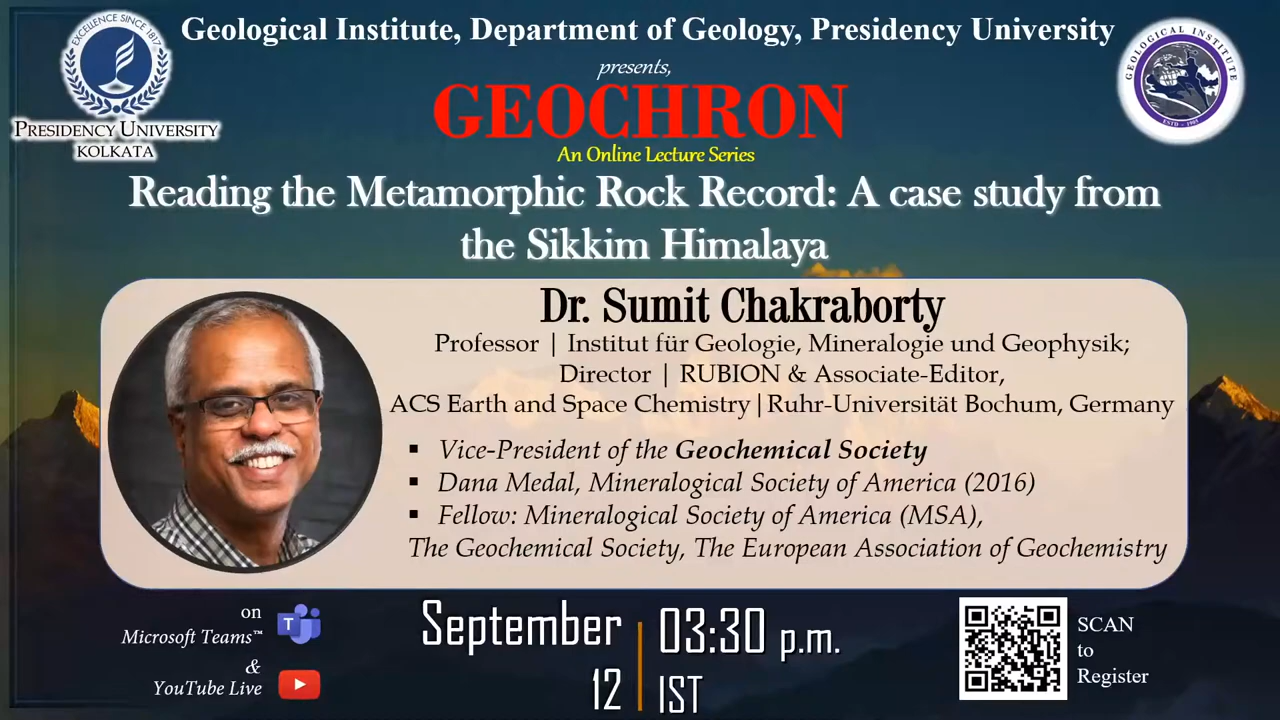 Geological Institute, Department of Geology, Presidency University
presents,
GEOCHRON
An Online Lecture Series
EXCELLENCE SINCE 1817
PRESIDENCY UNIVERSITY
KOLKATA
GEOLOGICAL INSTITUTE
ESTD - 1905
Reading the Metamorphic Rock Record: A case study from
the Sikkim Himalaya
Dr. Sumit Chakraborty
Professor | Institut für Geologie, Mineralogie und Geophysik;
Director | RUBION & Associate-Editor,
ACS Earth and Space Chemistry|Ruhr-Universität Bochum, Germany
▪ Vice-President of the Geochemical Society
▪ Dana Medal, Mineralogical Society of America (2016)
▪ Fellow: Mineralogical Society of America (MSA),
The Geochemical Society, The European Association of Geochemistry
on
Microsoft Teams™
&
YouTube Live
T
September
12
03:30 p.m.
IST
SCAN
to
Register